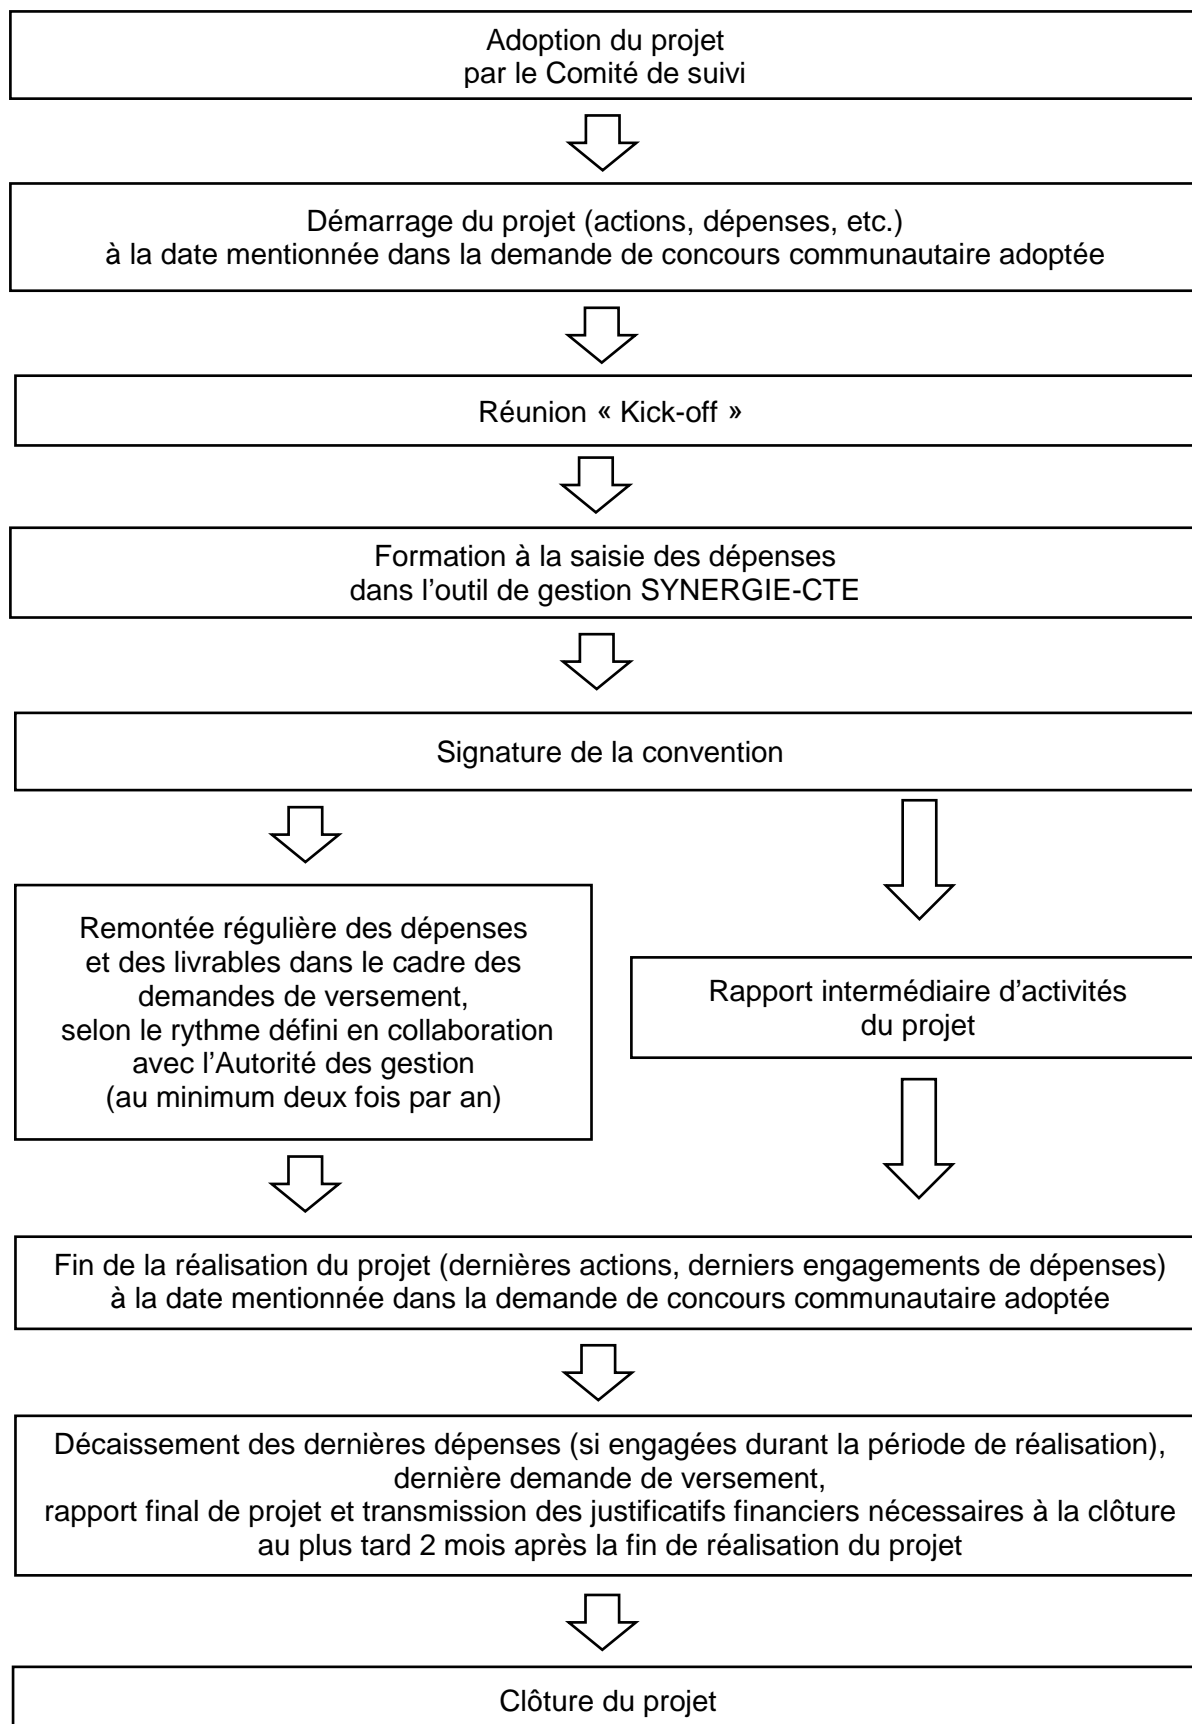 Adoption du projet
par le Comité de suivi
Démarrage du projet (actions, dépenses, etc.)
à la date mentionnée dans la demande de concours communautaire adoptée
Réunion « Kick-off »
Formation à la saisie des dépenses
dans l’outil de gestion SYNERGIE-CTE
Signature de la convention
Remontée régulière des dépenses
et des livrables dans le cadre des
demandes de versement,
selon le rythme défini en collaboration
avec l’Autorité des gestion
(au minimum deux fois par an)
Rapport intermédiaire d’activités
du projet
Fin de la réalisation du projet (dernières actions, derniers engagements de dépenses)
à la date mentionnée dans la demande de concours communautaire adoptée
Décaissement des dernières dépenses (si engagées durant la période de réalisation),
dernière demande de versement,
rapport final de projet et transmission des justificatifs financiers nécessaires à la clôture
au plus tard 2 mois après la fin de réalisation du projet
Clôture du projet